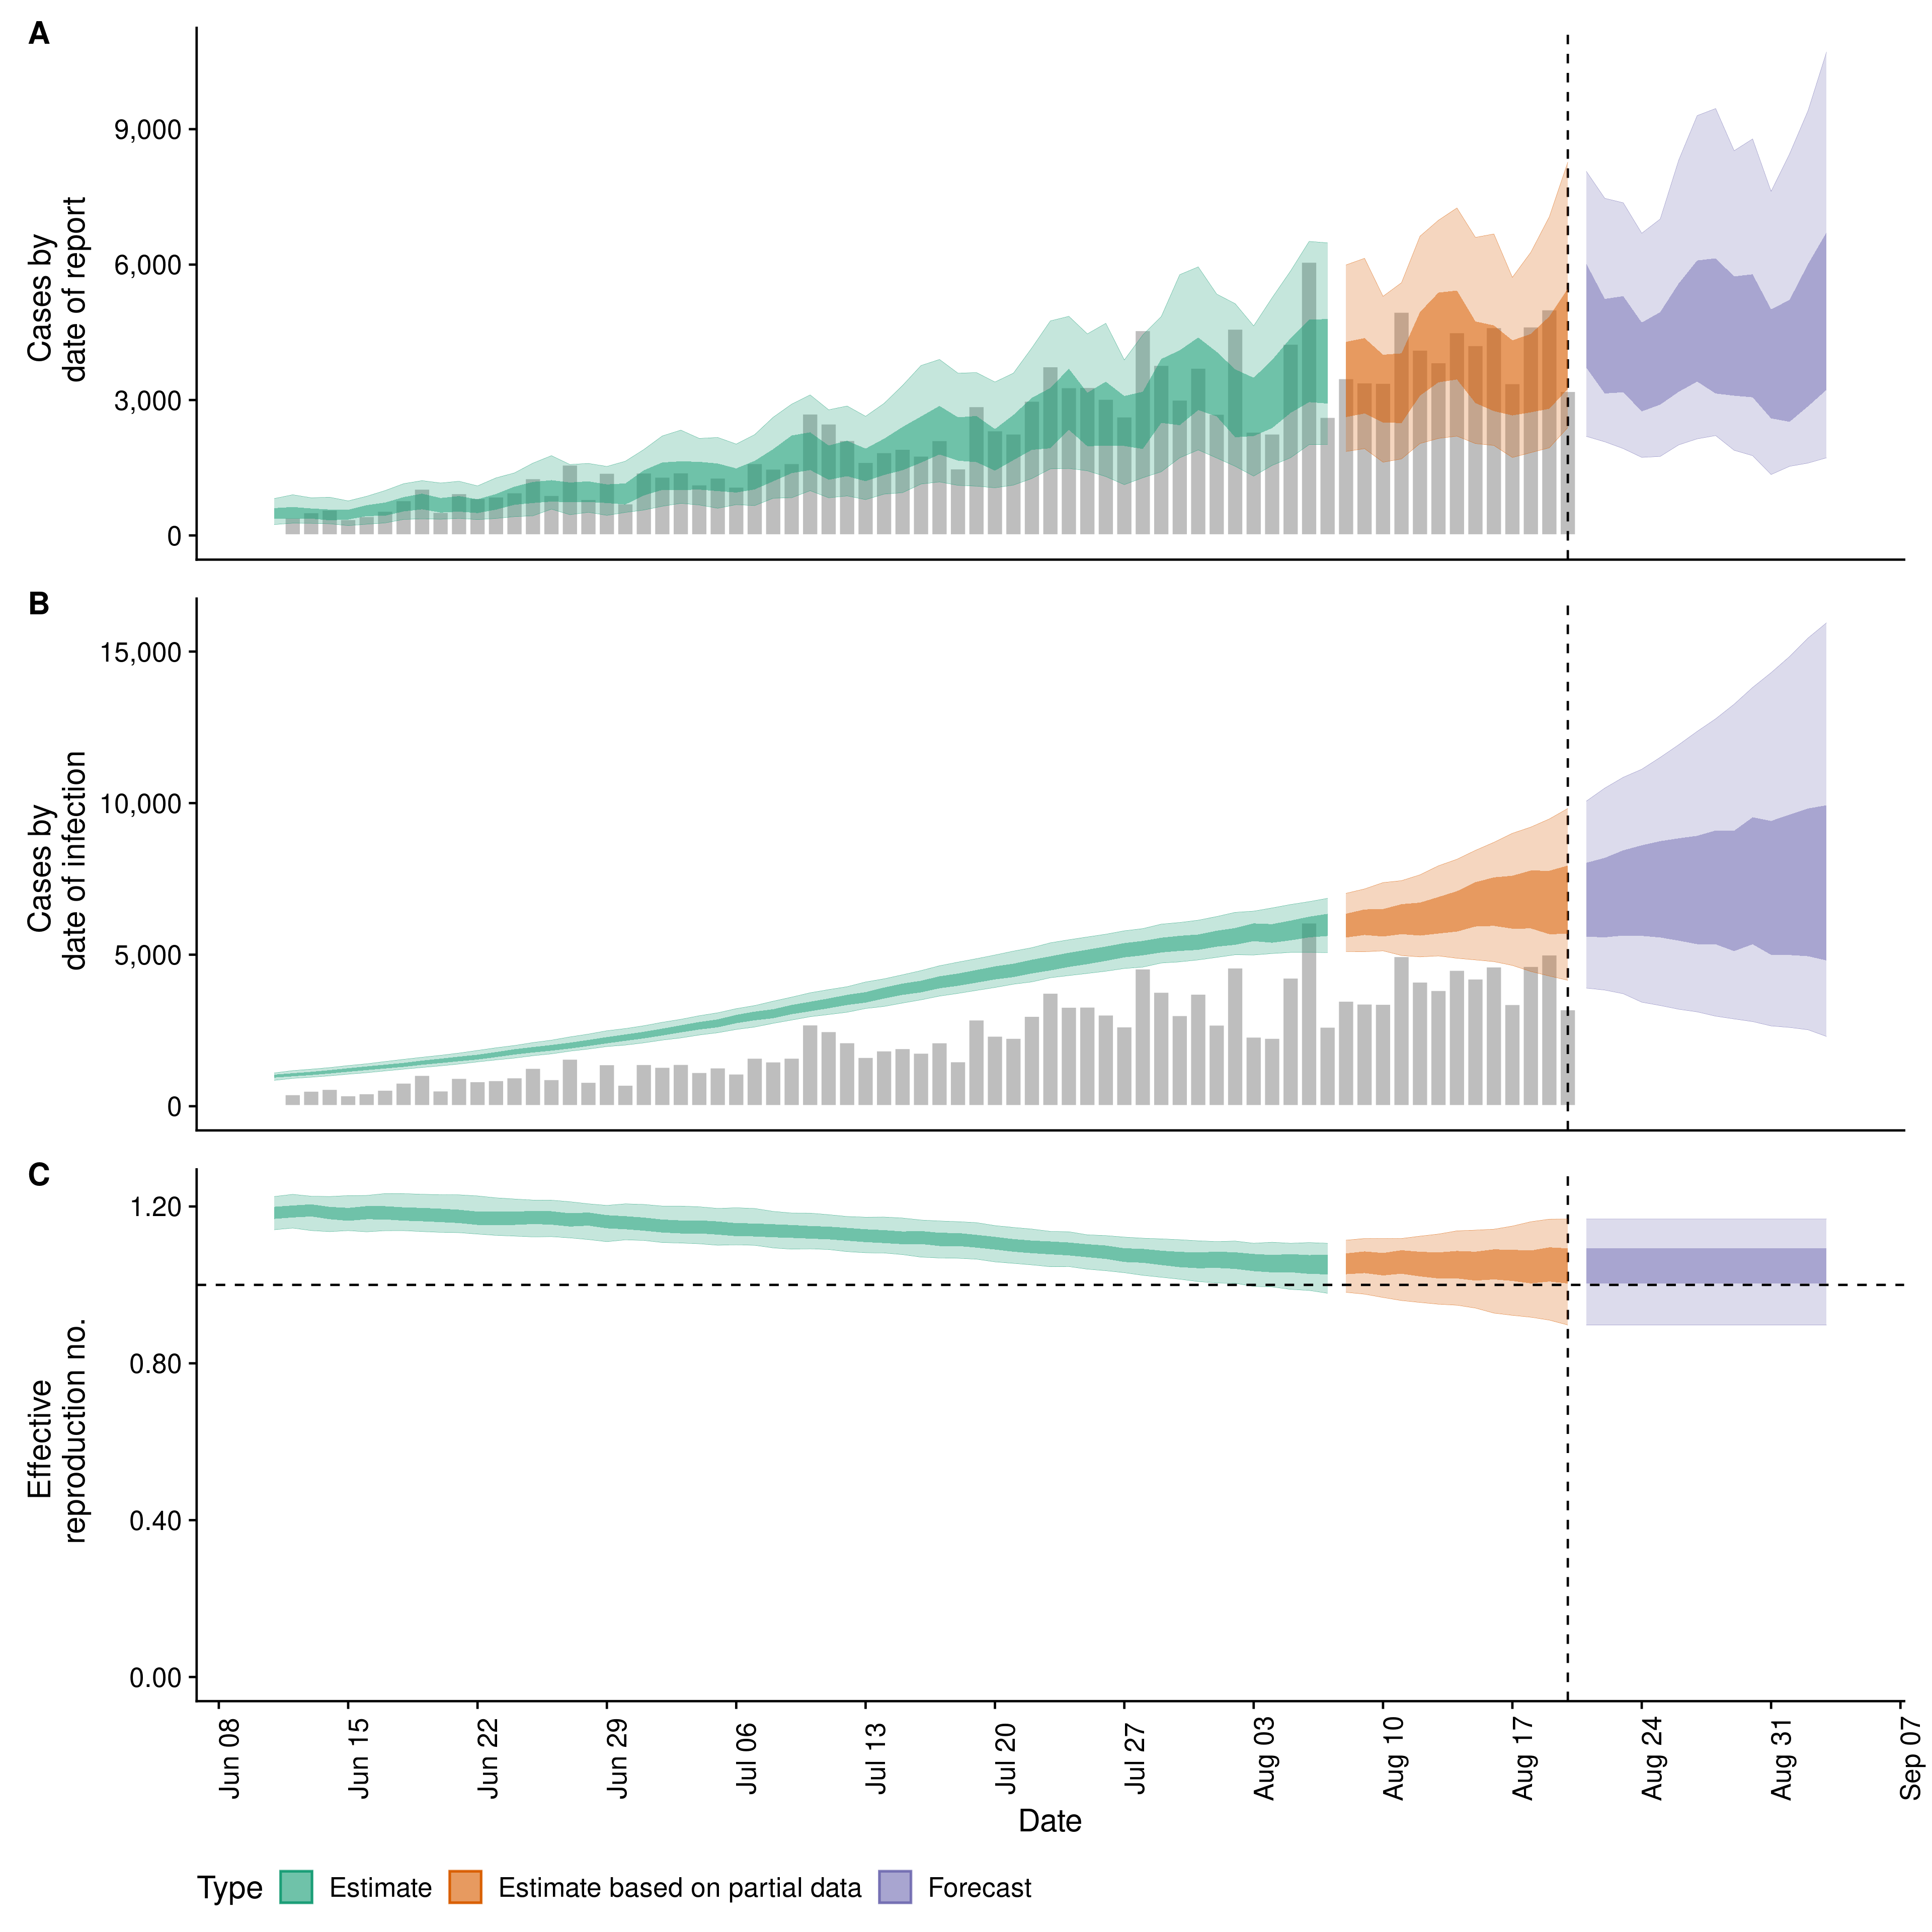 A
Cases by
date of report
9,000
6,000
3,000
0
B
Cases by
date of infection
15,000
10,000
5,000
0
C
Effective
reproduction no.
1.20
0.80
0.40
0.00
Jun 08
Jun 15
Jun 22
Jun 29
Jul 06
Jul 13
Jul 20
Jul 27
Aug 03
Aug 10
Aug 17
Aug 24
Aug 31
Sep 07
Date
Type Estimate Estimate based on partial data Forecast